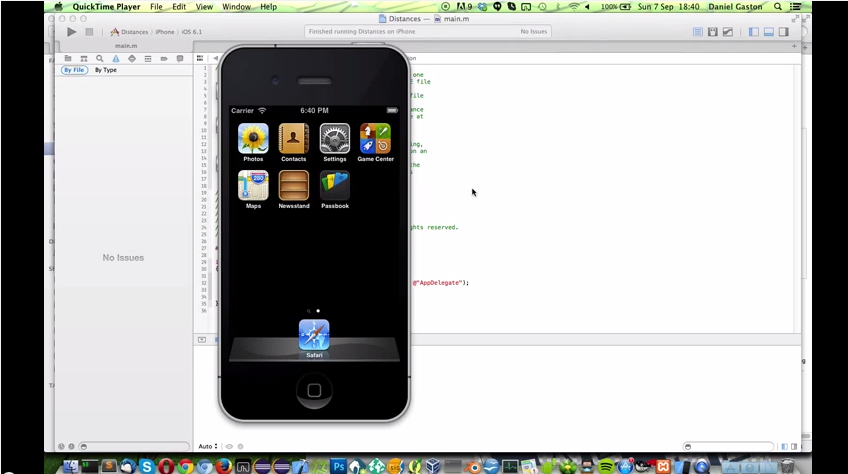 QuickTime Player File Edit View Window Help
9 100% Sun 7 Sep 18:40 Daniel Gaston
Distances — main.m
Distances iPhone iOS 6.1
Finished running Distances on iPhone
No Issues
main.m
By File By Type
No Issues
Carrier 6:40 PM
Photos Contacts Settings Game Center
280
Maps Newsstand Passbook
Safari
one
file
file
at
an
the
rights reserved.
@"AppDelegate");
Auto